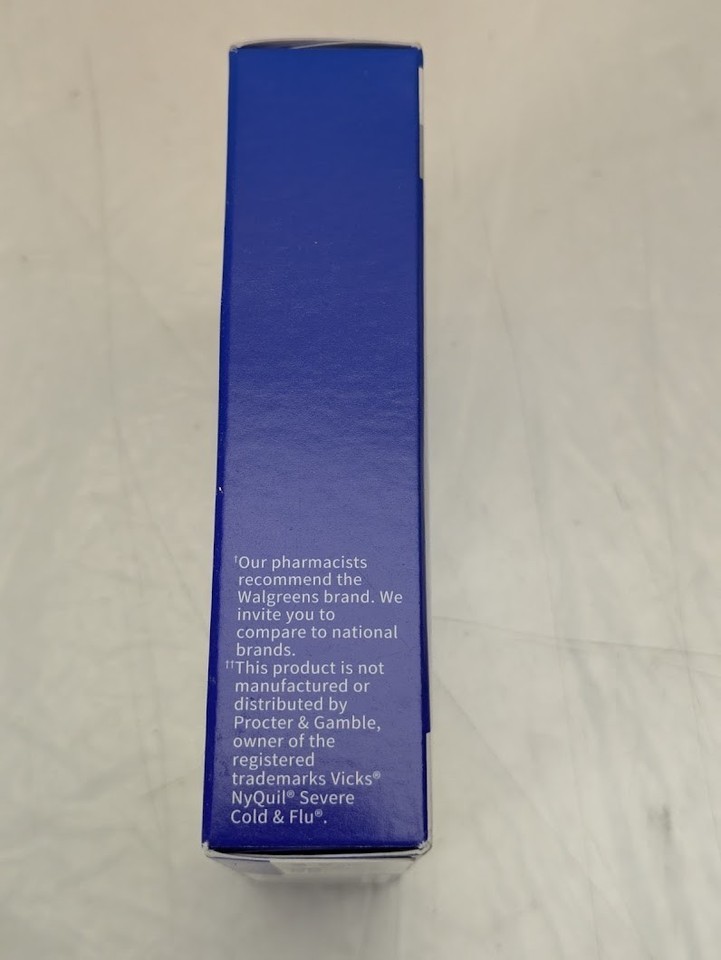 †Our pharmacists
recommend the
Walgreens brand. We
invite you to
compare to national
brands.
††This product is not
manufactured or
distributed by
Procter & Gamble,
owner of the
registered
trademarks Vicks®
NyQuil® Severe
Cold & Flu®.